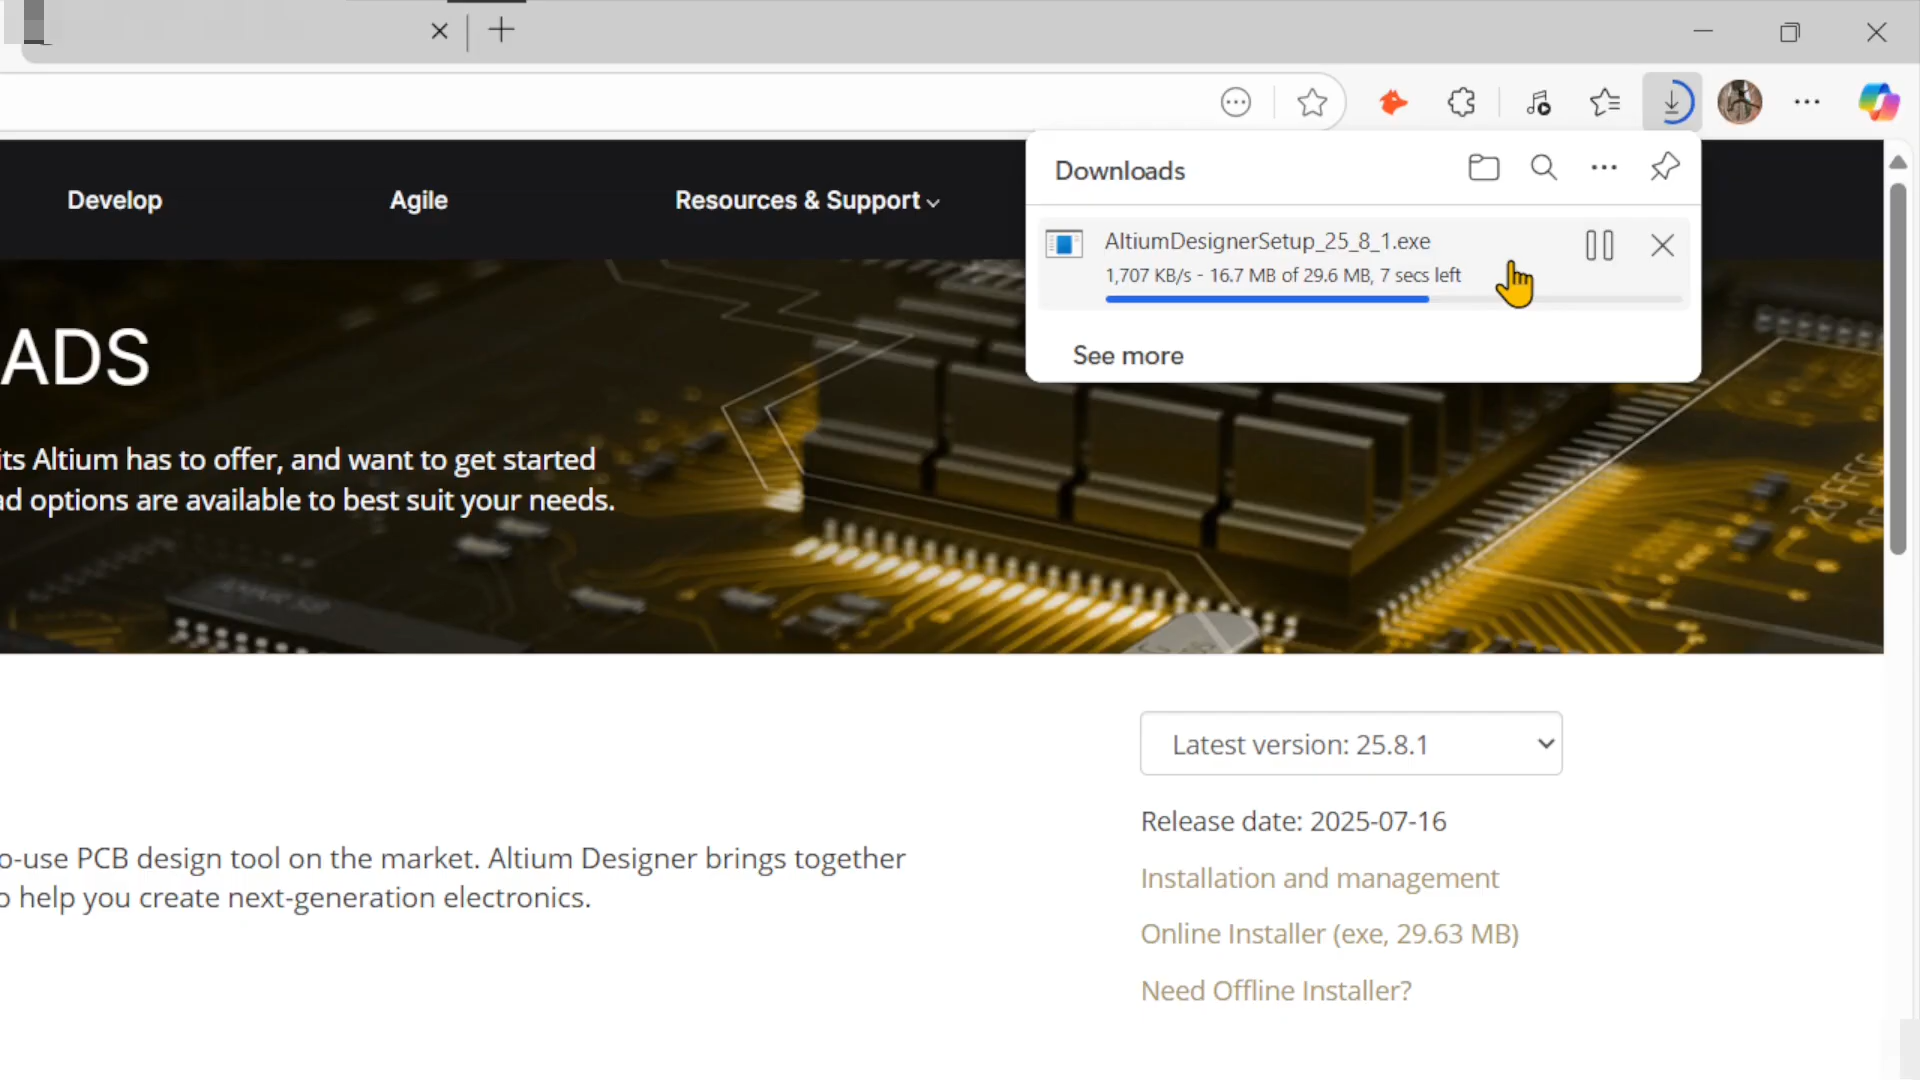 Develop
Agile
Resources & Support
Downloads
AltiumDesignerSetup_25_8_1.exe
1,707 KB/s - 16.7 MB of 29.6 MB, 7 secs left
See more
ADS
its Altium has to offer, and want to get started
ad options are available to best suit your needs.
Latest version: 25.8.1
Release date: 2025-07-16
o-use PCB design tool on the market. Altium Designer brings together
o help you create next-generation electronics.
Installation and management
Online Installer (exe, 29.63 MB)
Need Offline Installer?